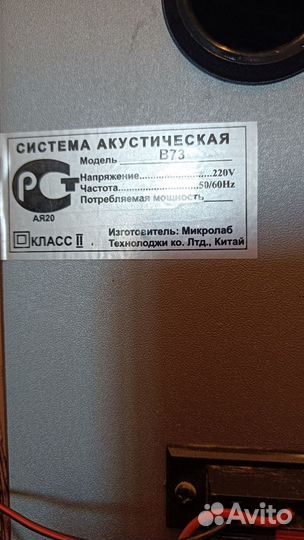 СИСТЕМА АКУСТИЧЕСКАЯ
Модель B73
Напряжение 220V
Частота 50/60Hz
Потребляемая мощность
РСТ
АЯ20
КЛАСС II
Изготовитель: Микролаб
Технолоджи ко. Лтд., Китай
Avito